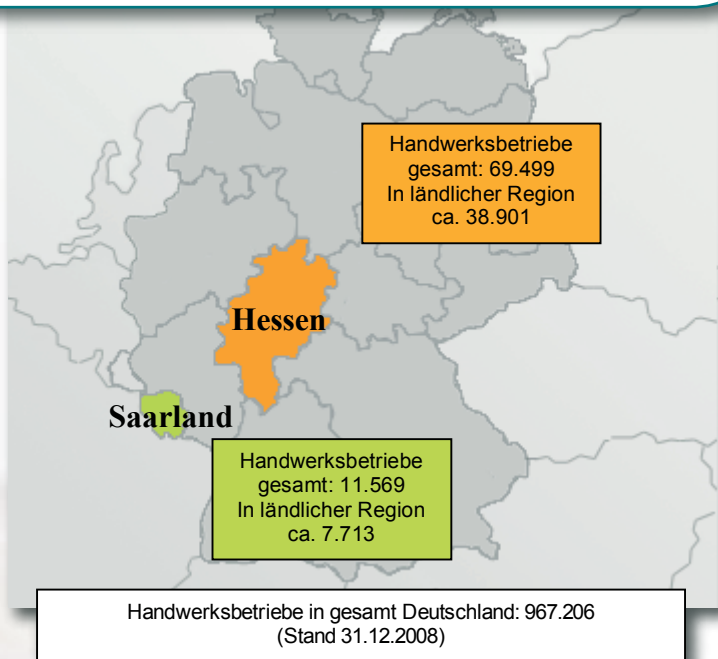 Handwerksbetriebe
gesamt: 69.499
In ländlicher Region
ca. 38.901
Hessen
Saarland
Handwerksbetriebe
gesamt: 11.569
In ländlicher Region
ca. 7.713
Handwerksbetriebe in gesamt Deutschland: 967.206
(Stand 31.12.2008)